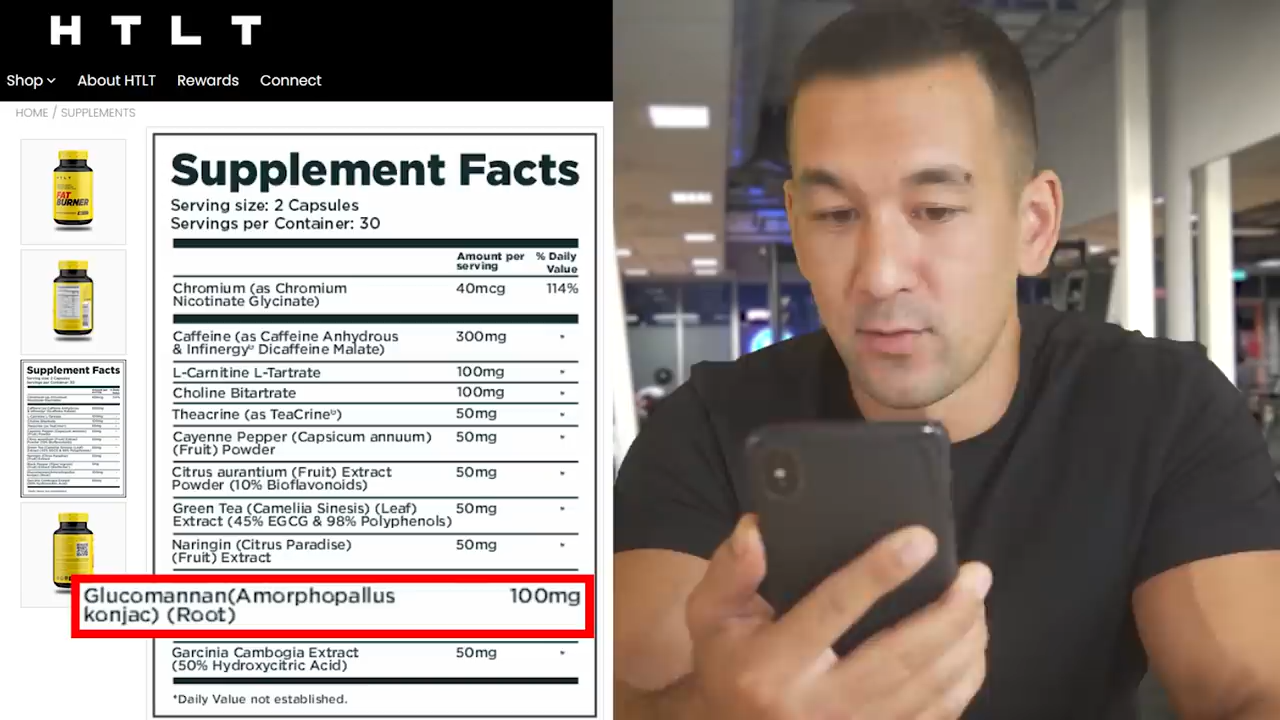 H T L T
Shop About HTLT Rewards Connect
HOME / SUPPLEMENTS
FAT
BURNER
Supplement Facts
Supplement Facts
Serving size: 2 Capsules
Servings per Container: 30
Amount per serving % Daily Value
Chromium (as Chromium
Nicotinate Glycinate) 40mcg 114%
Caffeine (as Caffeine Anhydrous
& Infinergy Dicaffeine Malate) 300mg *
L-Carnitine L-Tartrate 100mg *
Choline Bitartrate 100mg *
Theacrine (as TeaCrine) 50mg *
Cayenne Pepper (Capsicum annuum)
(Fruit) Powder 50mg *
Citrus aurantium (Fruit) Extract
Powder (10% Bioflavonoids) 50mg *
Green Tea (Cameliia Sinesis) (Leaf)
Extract (45% EGCG & 98% Polyphenols) 50mg *
Naringin (Citrus Paradise)
(Fruit) Extract 50mg *
Glucomannan(Amorphopallus
konjac) (Root) 100mg
Garcinia Cambogia Extract
(50% Hydroxycitric Acid) 50mg *
*Daily Value not established.